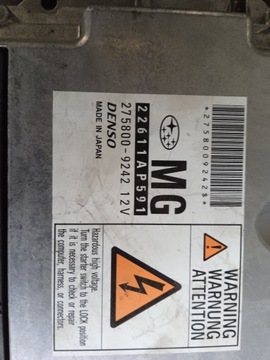 *2758009242$*
MG
22611AP591
275800-9242 12V
DENSO
MADE IN JAPAN
WARNING
WARNUNG
ATTENTION
Hazardous high voltage.
Turn the starter switch to the LOCK position
if is necessary to check or repair
the computer, harness, or connectors.